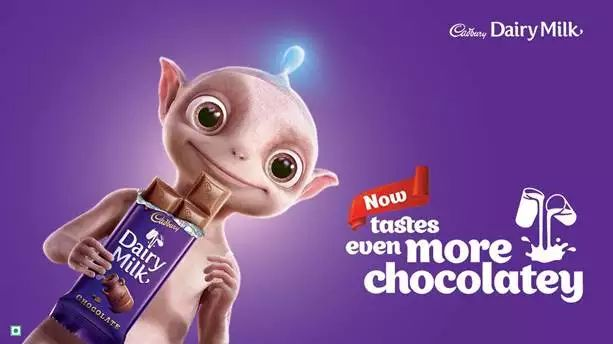 Cadbury Dairy Milk
Now
tastes
even more
chocolatey
Cadbury
Dairy
Milk
CHOCOLATE